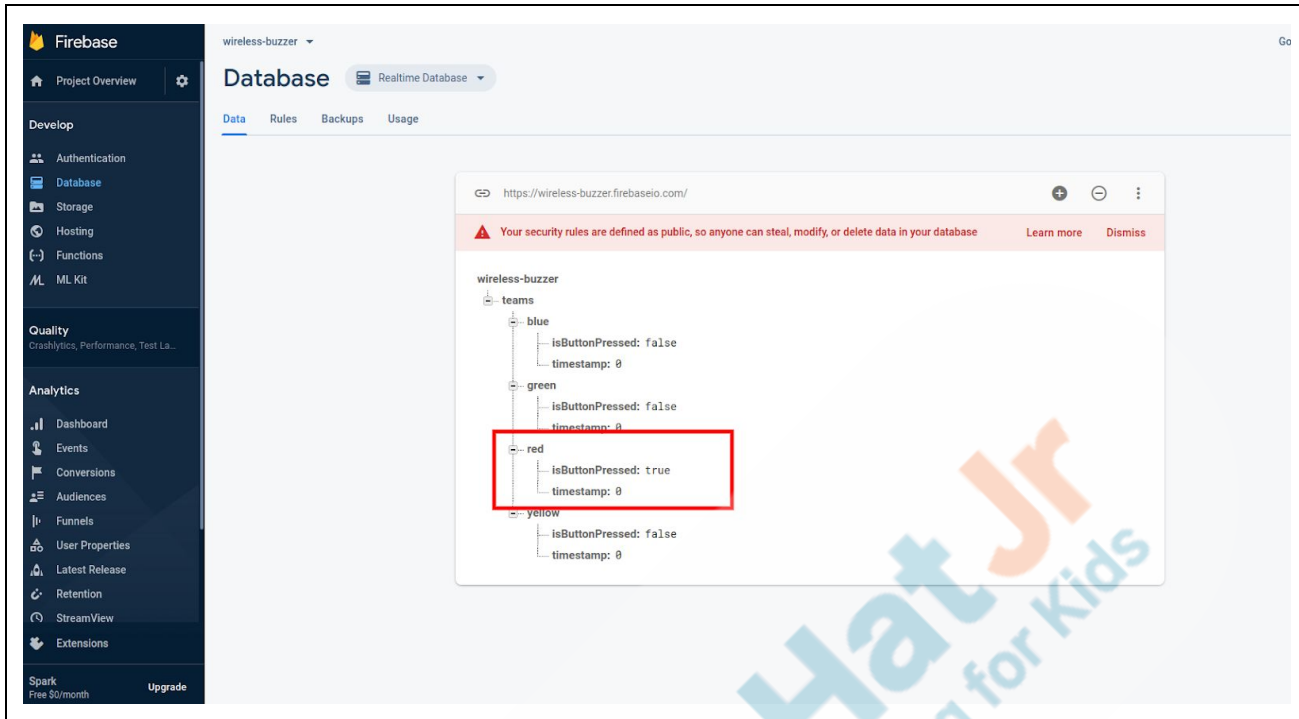 Firebase
wireless-buzzer
Go
Project Overview
Database
Realtime Database
Develop
Data Rules Backups Usage
Authentication
Database
Storage
Hosting
Functions
ML Kit
Quality
Crashlytics, Performance, Test La...
Analytics
Dashboard
Events
Conversions
Audiences
Funnels
User Properties
Latest Release
Retention
StreamView
Extensions
Spark
Free $0/month
Upgrade
https://wireless-buzzer.firebaseio.com/
Your security rules are defined as public, so anyone can steal, modify, or delete data in your database Learn more Dismiss
wireless-buzzer
teams
blue
isButtonPressed: false
timestamp: 0
green
isButtonPressed: false
timestamp: 0
red
isButtonPressed: true
timestamp: 0
yellow
isButtonPressed: false
timestamp: 0
Hat Jr
for Kids